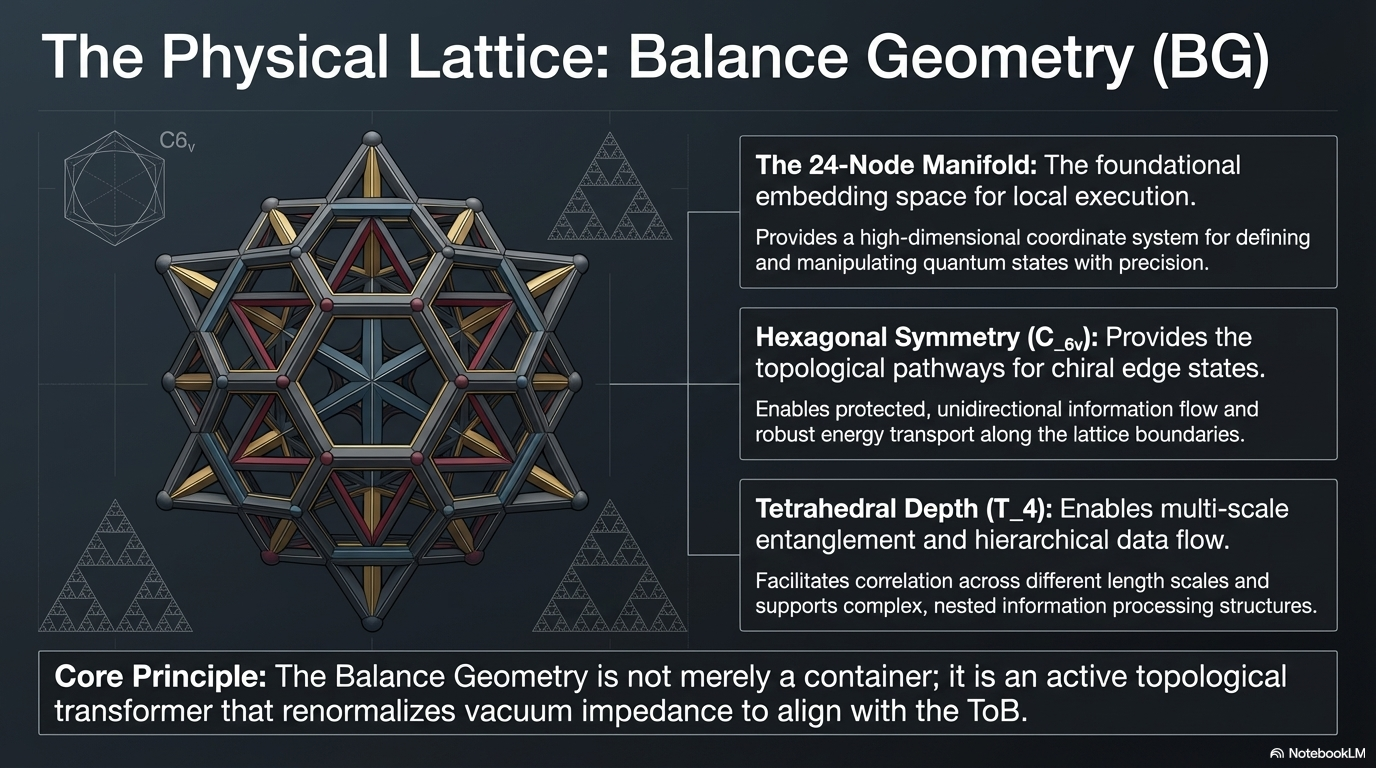 The Physical Lattice: Balance Geometry (BG)
C6v
The 24-Node Manifold: The foundational
embedding space for local execution.
Provides a high-dimensional coordinate system for defining
and manipulating quantum states with precision.
Hexagonal Symmetry (C_6v): Provides the
topological pathways for chiral edge states.
Enables protected, unidirectional information flow and
robust energy transport along the lattice boundaries.
Tetrahedral Depth (T_4): Enables multi-scale
entanglement and hierarchical data flow.
Facilitates correlation across different length scales and
supports complex, nested information processing structures.
Core Principle: The Balance Geometry is not merely a container; it is an active topological
transformer that renormalizes vacuum impedance to align with the ToB.
NotebookLM